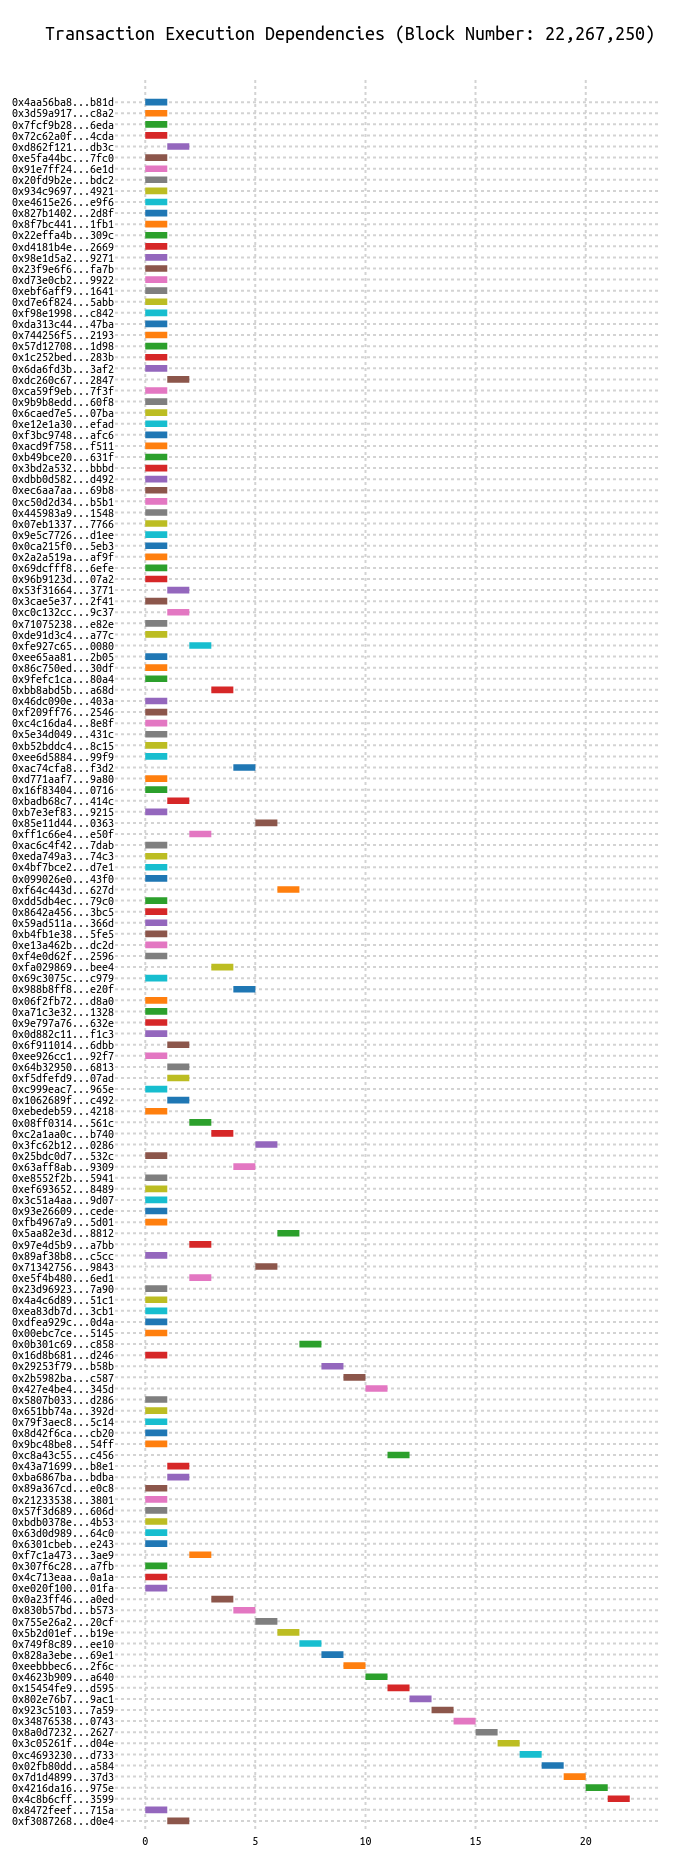 Transaction Execution Dependencies (Block Number: 22,267,250)
0x4aa56ba8...b81d
0x3d59a917...c8a2
0x7fcf9b28...6eda
0x72c62a0f...4cda
0xd862f121...db3c
0xe5fa44bc...7fc0
0x91e7ff24...6e1d
0x20fd9b2e...bdc2
0x934c9697...4921
0xe4615e26...e9f6
0x827b1402...2d8f
0x8f7bc441...1fb1
0x22effa4b...309c
0xd4181b4e...2669
0x98e1d5a2...9271
0x23f9e6f6...fa7b
0xd73e0cb2...9922
0xebf6aff9...1641
0xd7e6f824...5abb
0xf98e1998...c842
0xda313c44...47ba
0x744256f5...2193
0x57d12708...1d98
0x1c252bed...283b
0x6da6fd3b...3af2
0xdc260c67...2847
0xca59f9eb...7f3f
0x9b9b8edd...60f8
0x6caed7e5...07ba
0xe12e1a30...efad
0xf3bc9748...afc6
0xacd9f758...f511
0xb49bce20...631f
0x3bd2a532...bbbd
0xdbb0d582...d492
0xec6aa7aa...69b8
0xc50d2d34...b5b1
0x445983a9...1548
0x07eb1337...7766
0x9e5c7726...d1ee
0x0ca215f0...5eb3
0x2a2a519a...af9f
0x69dcfff8...6efe
0x96b9123d...07a2
0x53f31664...3771
0x3cae5e37...2f41
0xc0c132cc...9c37
0x71075238...e82e
0xde91d3c4...a77c
0xfe927c65...0080
0xee65aa81...2b05
0x86c750ed...30df
0x9fefc1ca...80a4
0xbb8abd5b...a68d
0x46dc090e...403a
0xf209ff76...2546
0xc4c16da4...8e8f
0x5e34d049...431c
0xb52bddc4...8c15
0xee6d5884...99f9
0xac74cfa8...f3d2
0xd771aaf7...9a80
0x16f83404...0716
0xbadb68c7...414c
0xb7e3ef83...9215
0x85e11d44...0363
0xff1c66e4...e50f
0xac6c4f42...7dab
0xeda749a3...74c3
0x4bf7bce2...d7e1
0x099026e0...43f0
0xf64c443d...627d
0xdd5db4ec...79c0
0x8642a456...3bc5
0x59ad511a...366d
0xb4fb1e38...5fe5
0xe13a462b...dc2d
0xf4e0d62f...2596
0xfa029869...bee4
0x69c3075c...c979
0x988b8ff8...e20f
0x06f2fb72...d8a0
0xa71c3e32...1328
0x9e797a76...632e
0x0d882c11...f1c3
0x6f911014...6dbb
0xee926cc1...92f7
0x64b32950...6813
0xf5dfefd9...07ad
0xc999eac7...965e
0x1062689f...c492
0xebedeb59...4218
0x08ff0314...561c
0xc2a1aa0c...b740
0x3fc62b12...0286
0x25bdc0d7...532c
0x63aff8ab...9309
0xe8552f2b...5941
0xef693652...8489
0x3c51a4aa...9d07
0x93e26609...cede
0xfb4967a9...5d01
0x5aa82e3d...8812
0x97e4d5b9...a7bb
0x89af38b8...c5cc
0x71342756...9843
0xe5f4b480...6ed1
0x23d96923...7a90
0x4a4c6d89...51c1
0xea83db7d...3cb1
0xdfea929c...0d4a
0x00ebc7ce...5145
0x0b301c69...c858
0x16d8b681...d246
0x29253f79...b58b
0x2b5982ba...c587
0x427e4be4...345d
0x5807b033...d286
0x651bb74a...392d
0x79f3aec8...5c14
0x8d42f6ca...cb20
0x9bc48be8...54ff
0xc8a43c55...c456
0x43a71699...b8e1
0xba6867ba...bdba
0x89a367cd...e0c8
0x21233538...3801
0x57f3d689...606d
0xbdb0378e...4b53
0x63d0d989...64c0
0x6301cbeb...e243
0xf7c1a473...3ae9
0x307f6c28...a7fb
0x4c713eaa...0a1a
0xe020f100...01fa
0x0a23ff46...a0ed
0x830b57bd...b573
0x755e26a2...20cf
0x5b2d01ef...b19e
0x749f8c89...ee10
0x828a3ebe...69e1
0xeebbbec6...2f6c
0x4623b909...a640
0x15454fe9...d595
0x802e76b7...9ac1
0x923c5103...7a59
0x34876538...0743
0x8a0d7232...2627
0x3c05261f...d04e
0xc4693230...d733
0x02fb80dd...a584
0x7d1d4899...37d3
0x4216da16...975e
0x4c8b6cff...3599
0x8472feef...715a
0xf3087268...d0e4
0 5 10 15 20